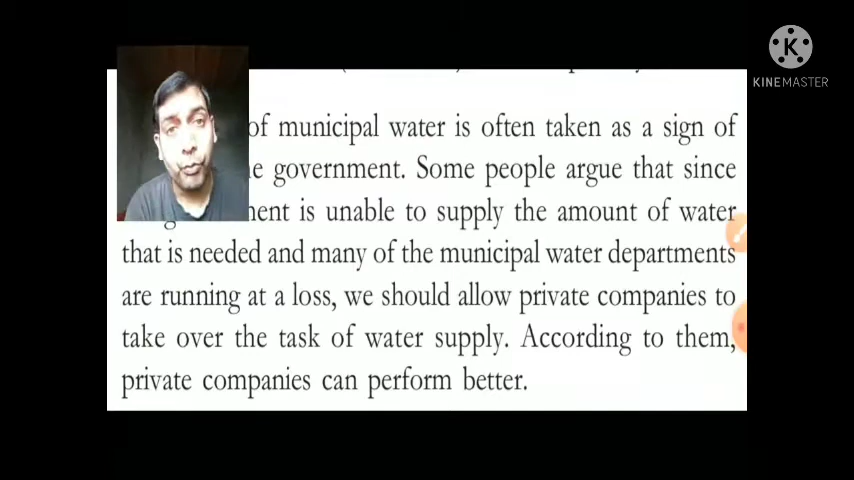 KINEMASTER
of municipal water is often taken as a sign of
government. Some people argue that since
is unable to supply the amount of water
that is needed and many of the municipal water departments
are running at a loss, we should allow private companies to
take over the task of water supply. According to them,
private companies can perform better.